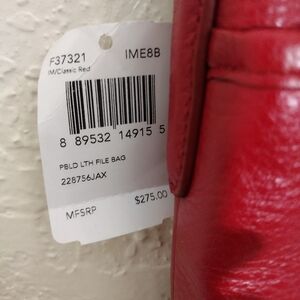 F37321 IME8B
IM/Classic Red
8 89532 14915 5
PBLD LTH FILE BAG
228756JAX
MFSRP $275.00